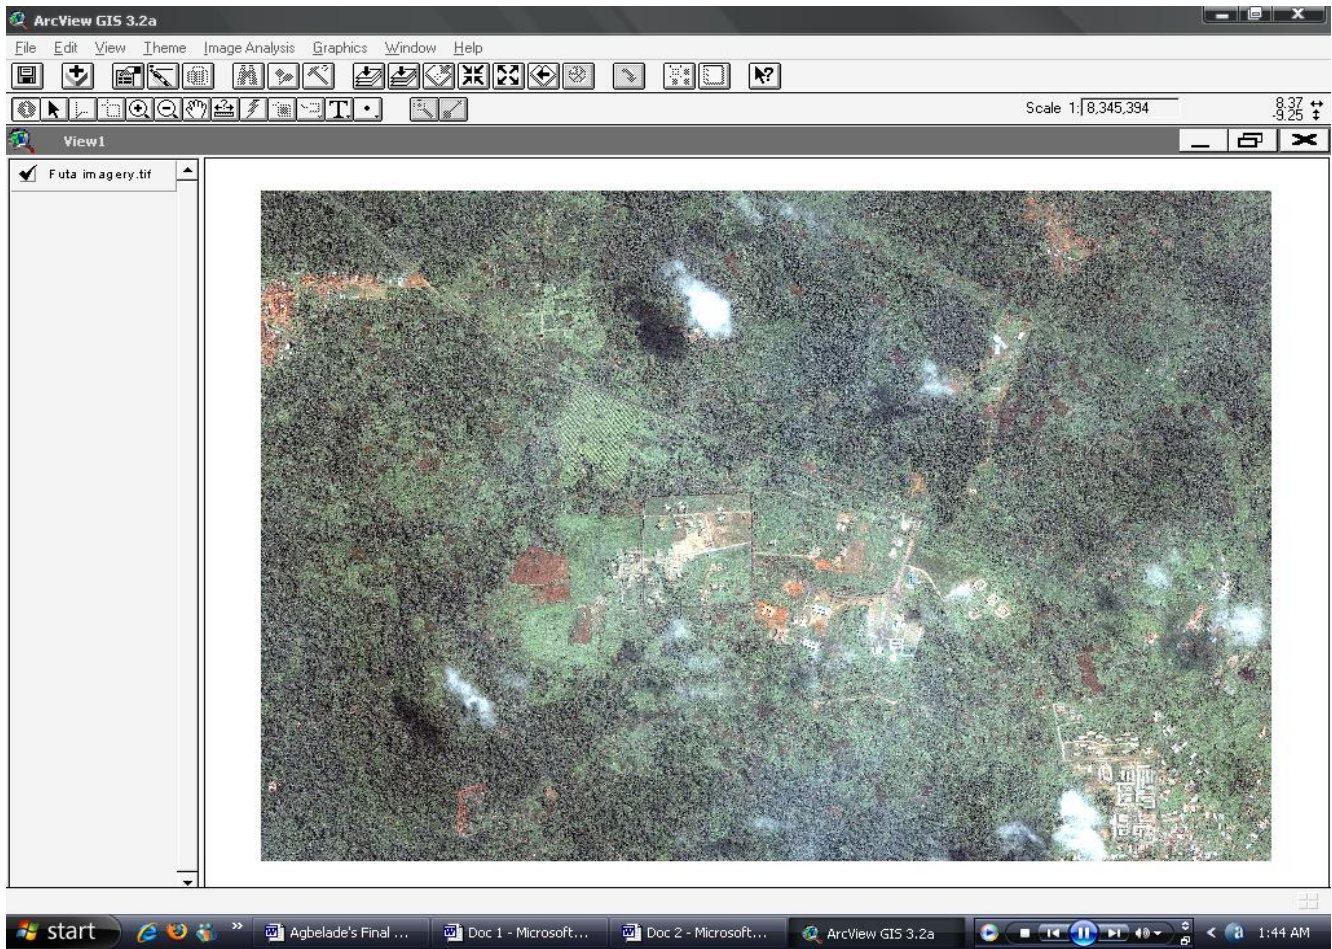 ArcView GIS 3.2a
File Edit View Theme Image Analysis Graphics Window Help
Scale 1: 8,345,394 8.37
-9.25
View1
Futa imagery.tif
start Agbelade's Final ... Doc 1 - Microsoft... Doc 2 - Microsoft... ArcView GIS 3.2a 1:44 AM